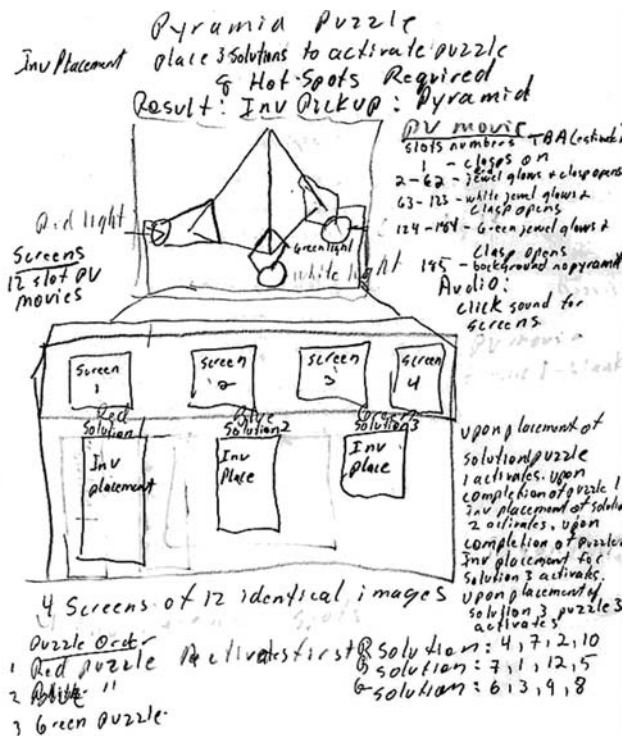 Pyramid Puzzle
Inv Placement
place 3 Solutions to activate puzzle
8 Hot-Spots Required
Result: Inv Pickup: Pyramid
PV movie
slots numbers TBA
1 - clasps on
2-62 - jewel glows & clasp opens
63-123 - white jewel glows &
clasp opens
124-184 - Green jewel glows &
clasp opens
185 - background no pyramid
Audio:
click sound for
screens
Red light
Green light
White light
Screens
12 slot PV
movies
Screen
1
Screen
2
Screen
3
Screen
4
Red
Solution 1
Blue
Solution 2
Green
Solution 3
Inv
placement
Inv
Place
Inv
place
upon placement of
solution puzzle
1 activates. upon
completion of puzzle 1
inv placement of solution
2 activates, upon
completion of puzzle
Inv placement for
solution 3 activates.
upon placement of
solution 3, puzzle 3
activates
4 Screens of 12 identical images
Puzzle Order
1 Red puzzle activates first
2 "
3 Green puzzle
R solution: 4, 7, 2, 10
B solution: 7, 1, 12, 5
G solution: 6, 3, 9, 8